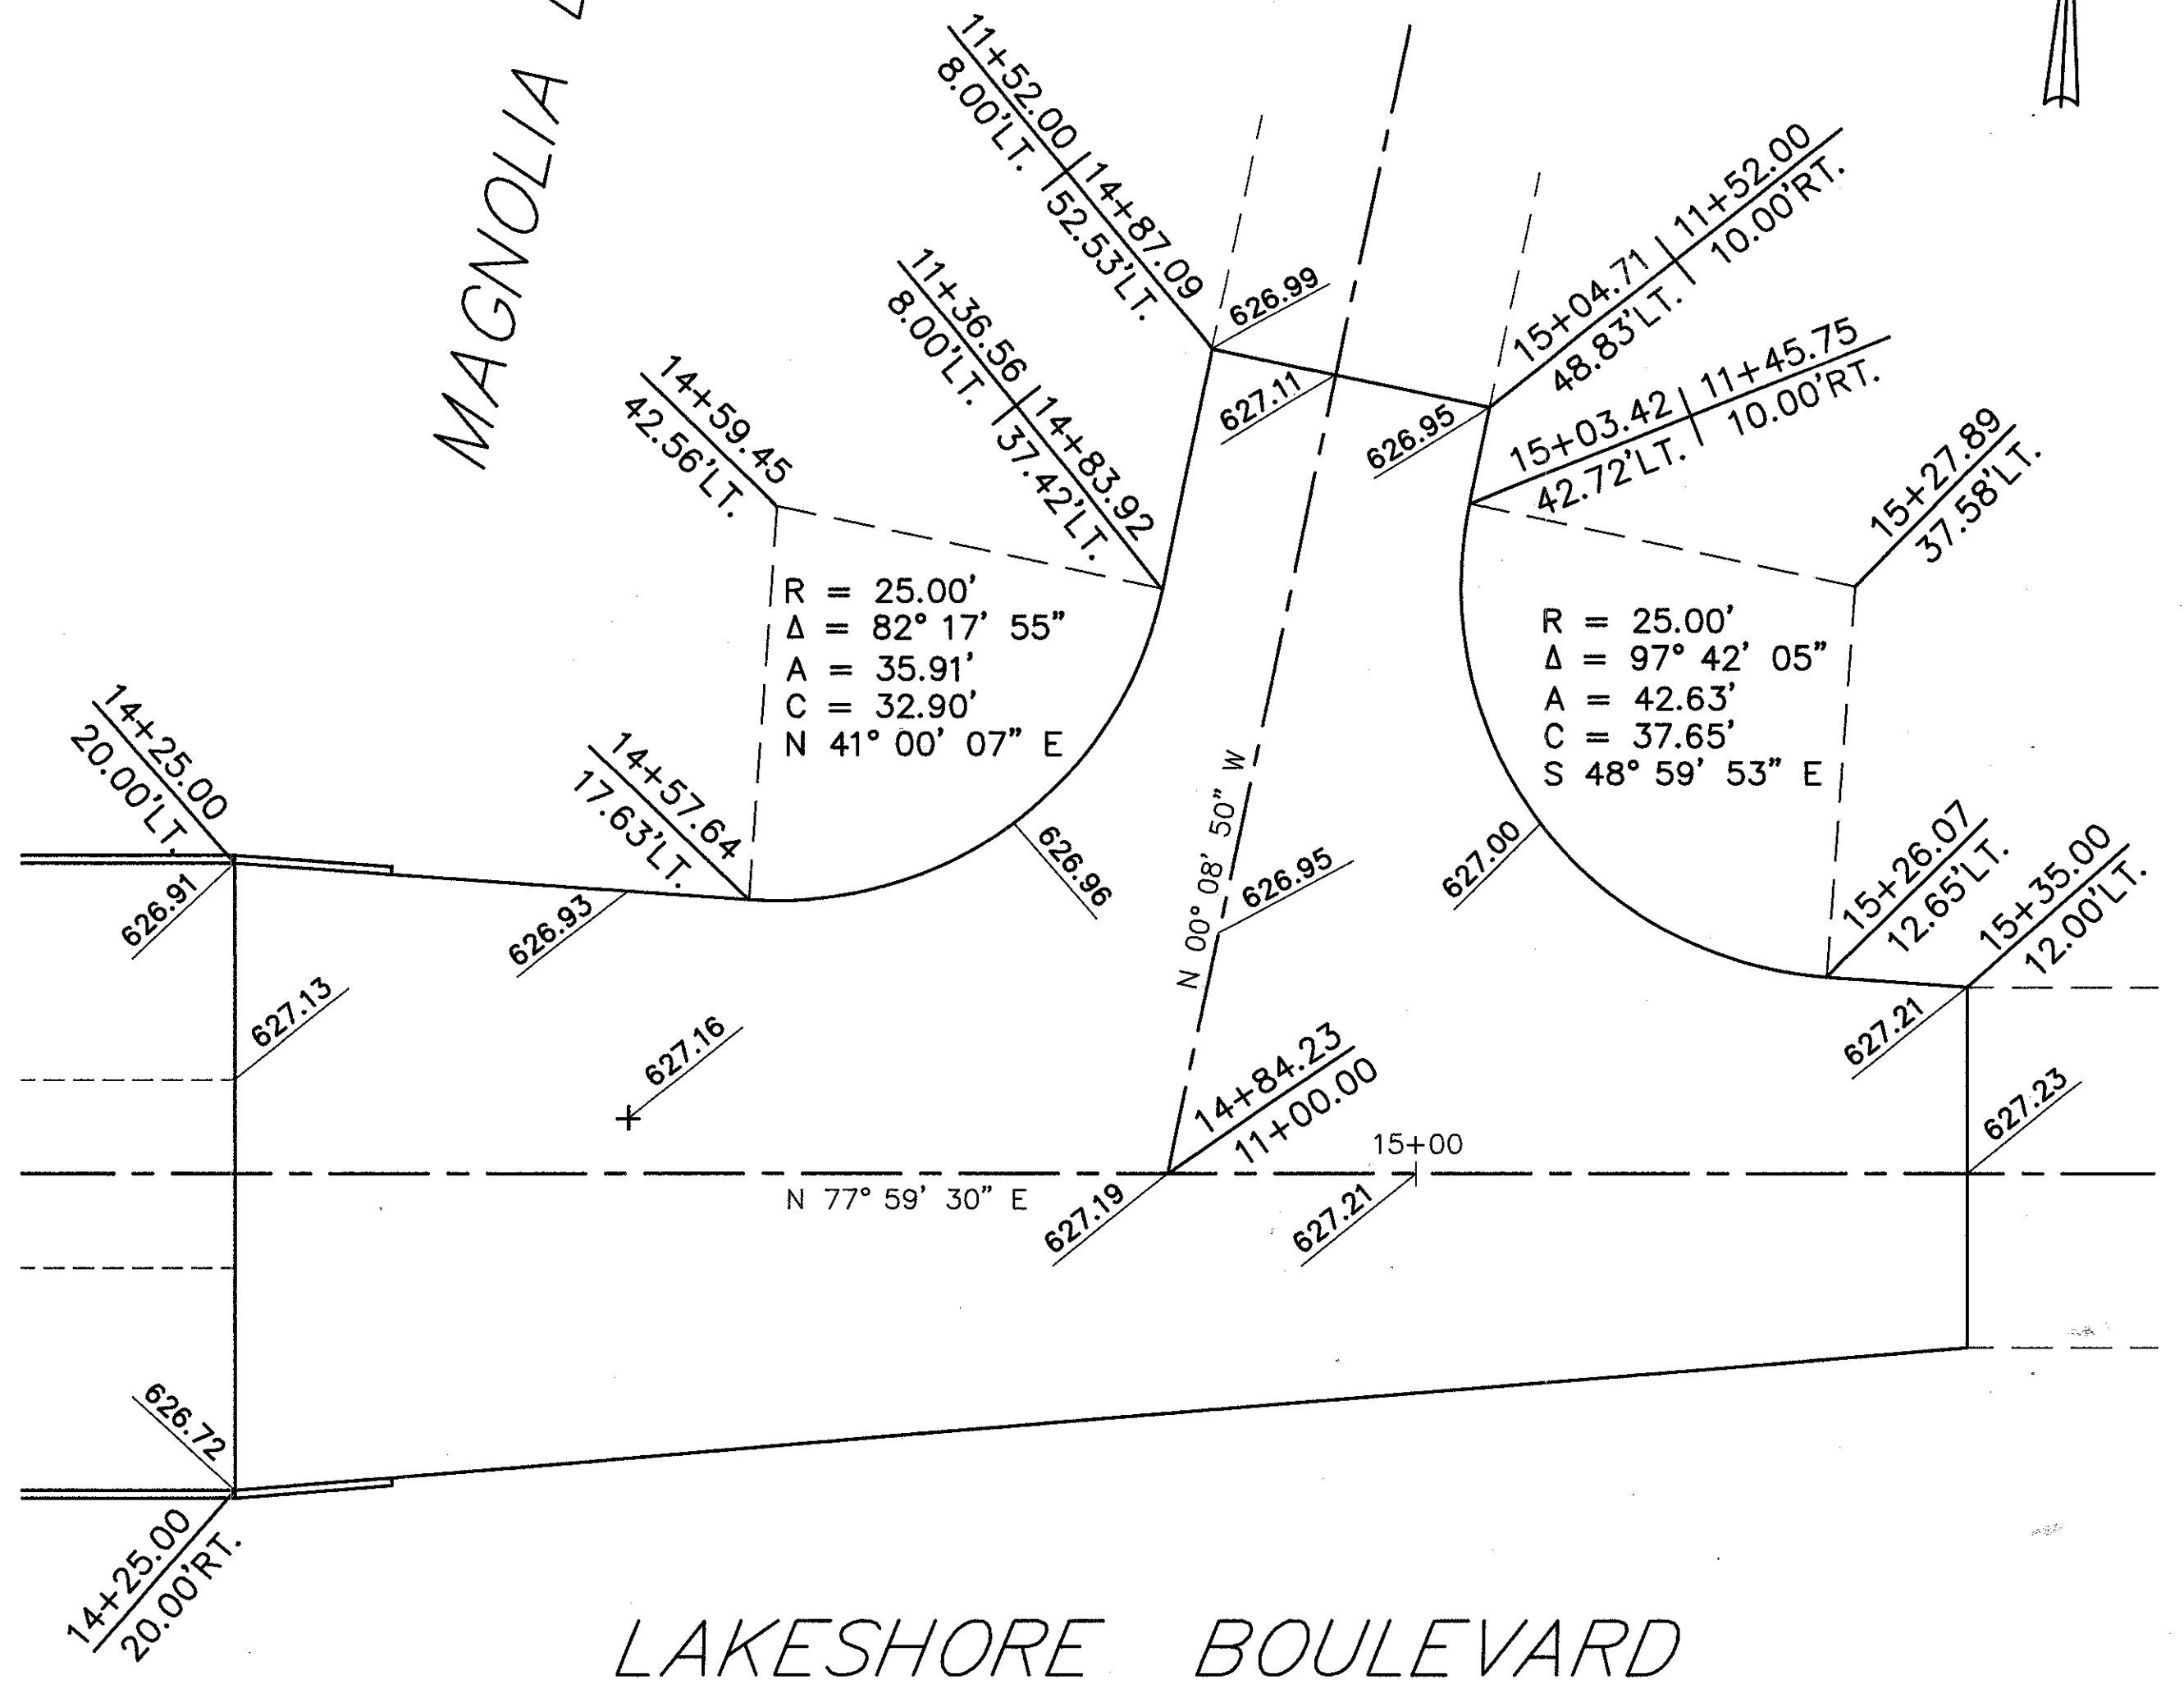 MAGNOLIA
11+52.00 | 14+87.09
8.00'LT. | 52.53'LT.
11+36.56 | 14+83.92
8.00'LT. | 37.42'LT.
14+59.45
42.56'LT.
626.99
627.11
626.95
15+04.71 | 11+52.00
48.83'LT. | 10.00'RT.
15+03.42 | 11+45.75
42.72'LT. | 10.00'RT.
15+27.89
37.58'LT.
R = 25.00'
Δ = 82° 17' 55"
A = 35.91'
C = 32.90'
N 41° 00' 07" E
R = 25.00'
Δ = 97° 42' 05"
A = 42.63'
C = 37.65'
S 48° 59' 53" E
14+25.00
20.00'LT.
14+57.64
17.63'LT.
626.91
626.93
626.96
N 00° 08' 50" W
626.95
627.00
15+26.07
12.65'LT.
15+35.00
12.00'LT.
627.13
627.16
627.21
627.23
14+84.23
11+00.00
15+00
N 77° 59' 30" E
627.19
627.21
626.72
14+25.00
20.00'RT.
LAKESHORE BOULEVARD